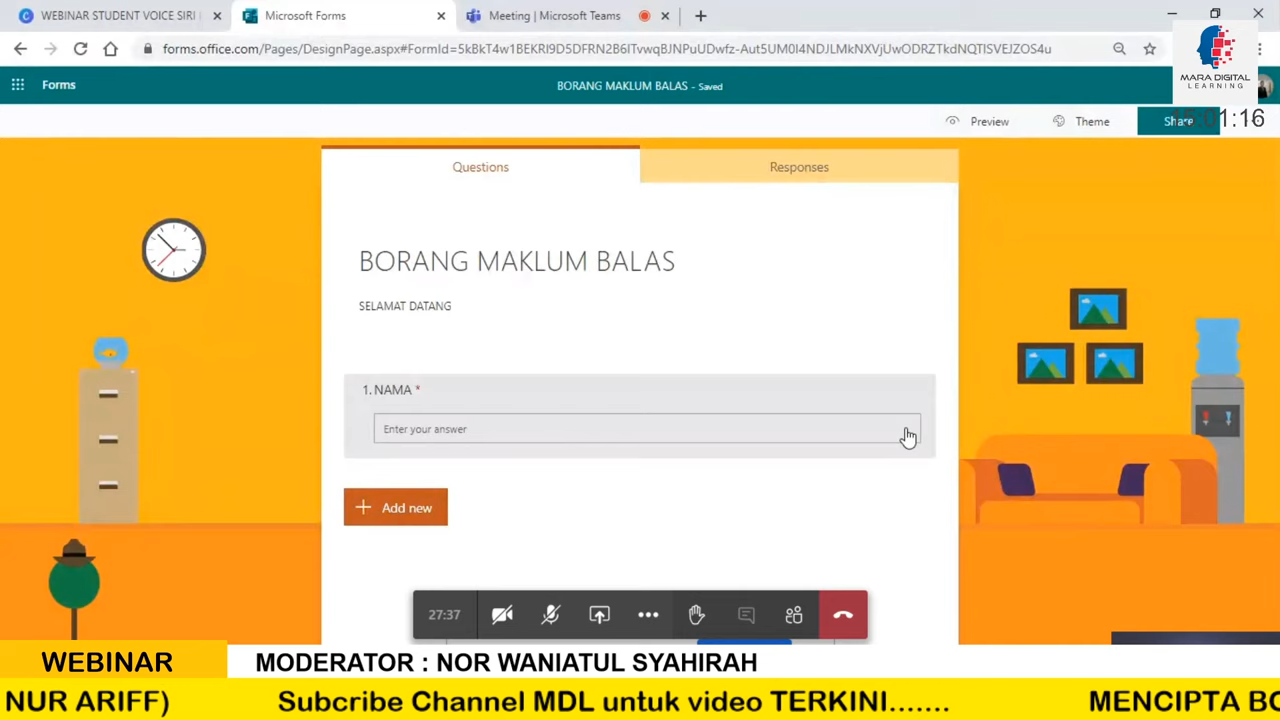 WEBINAR STUDENT VOICE SIRI
Microsoft Forms
Meeting | Microsoft Teams
forms.office.com/Pages/DesignPage.aspx#FormId=5kBkT4w1BEKRI9D5DFRN2B6ITvwqBJNPuUDwfz-Aut5UM0I4NDJLMkNXVjUwODRZTkdNQTlSVEJZOS4u
MARA DIGITAL
LEARNING
Forms
BORANG MAKLUM BALAS - Saved
Preview
Theme
Share
:01:16
Questions
Responses
BORANG MAKLUM BALAS
SELAMAT DATANG
1. NAMA *
Enter your answer
+ Add new
27:37
WEBINAR
MODERATOR : NOR WANIATUL SYAHIRAH
NUR ARIFF)
Subcribe Channel MDL untuk video TERKINI.......
MENCIPTA BO